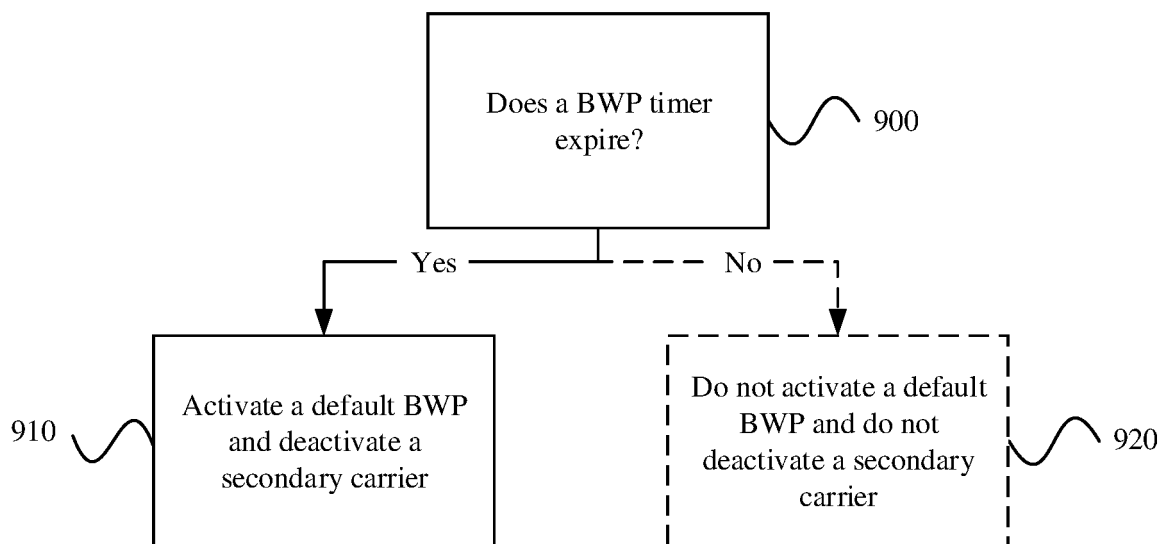 Does a BWP timer
expire?
900
Yes
No
Activate a default BWP
and deactivate a
secondary carrier
910
Do not activate a default
BWP and do not
deactivate a secondary
carrier
920